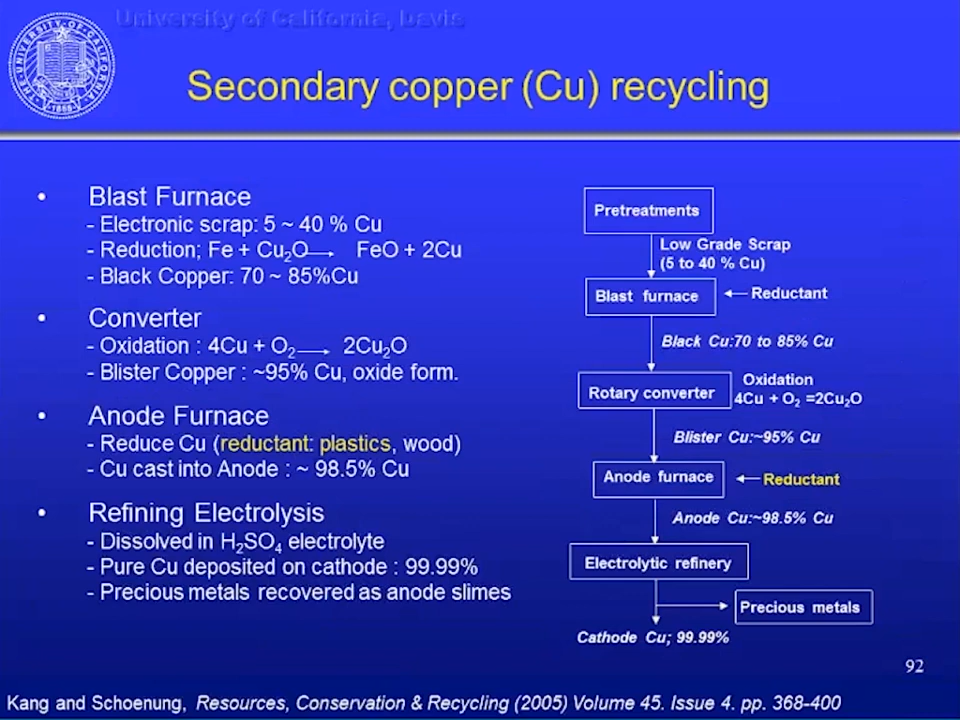 University of California, Davis
Secondary copper (Cu) recycling
• Blast Furnace
- Electronic scrap: 5 ~ 40 % Cu
- Reduction; Fe + Cu₂O → FeO + 2Cu
- Black Copper: 70 ~ 85%Cu
• Converter
- Oxidation : 4Cu + O₂ → 2Cu₂O
- Blister Copper : ~95% Cu, oxide form.
• Anode Furnace
- Reduce Cu (reductant: plastics, wood)
- Cu cast into Anode : ~ 98.5% Cu
• Refining Electrolysis
- Dissolved in H₂SO₄ electrolyte
- Pure Cu deposited on cathode : 99.99%
- Precious metals recovered as anode slimes
Pretreatments
Low Grade Scrap
(5 to 40 % Cu)
Blast furnace
Reductant
Black Cu:70 to 85% Cu
Rotary converter
Oxidation
4Cu + O₂ =2Cu₂O
Blister Cu:~95% Cu
Anode furnace
Reductant
Anode Cu:~98.5% Cu
Electrolytic refinery
Precious metals
Cathode Cu; 99.99%
92
Kang and Schoenung, Resources, Conservation & Recycling (2005) Volume 45. Issue 4. pp. 368-400